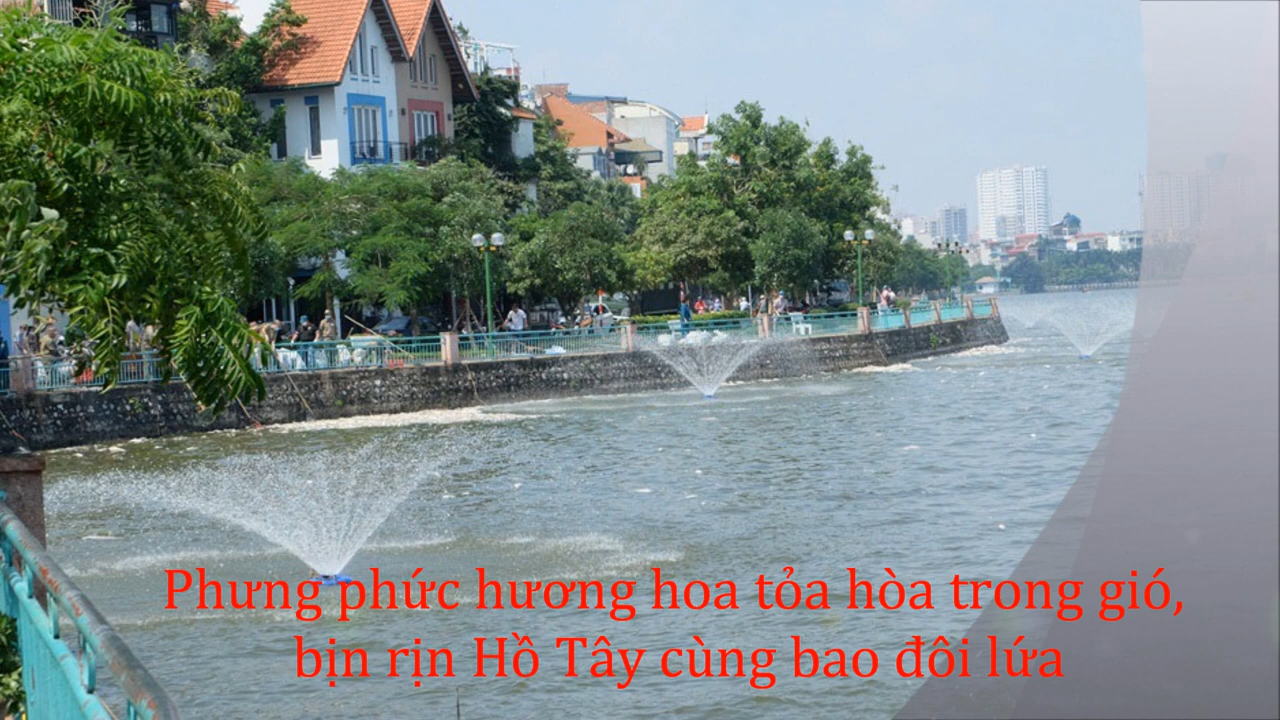 Phưng phức hương hoa tỏa hòa trong gió,
bịn rịn Hồ Tây cùng bao đôi lứa